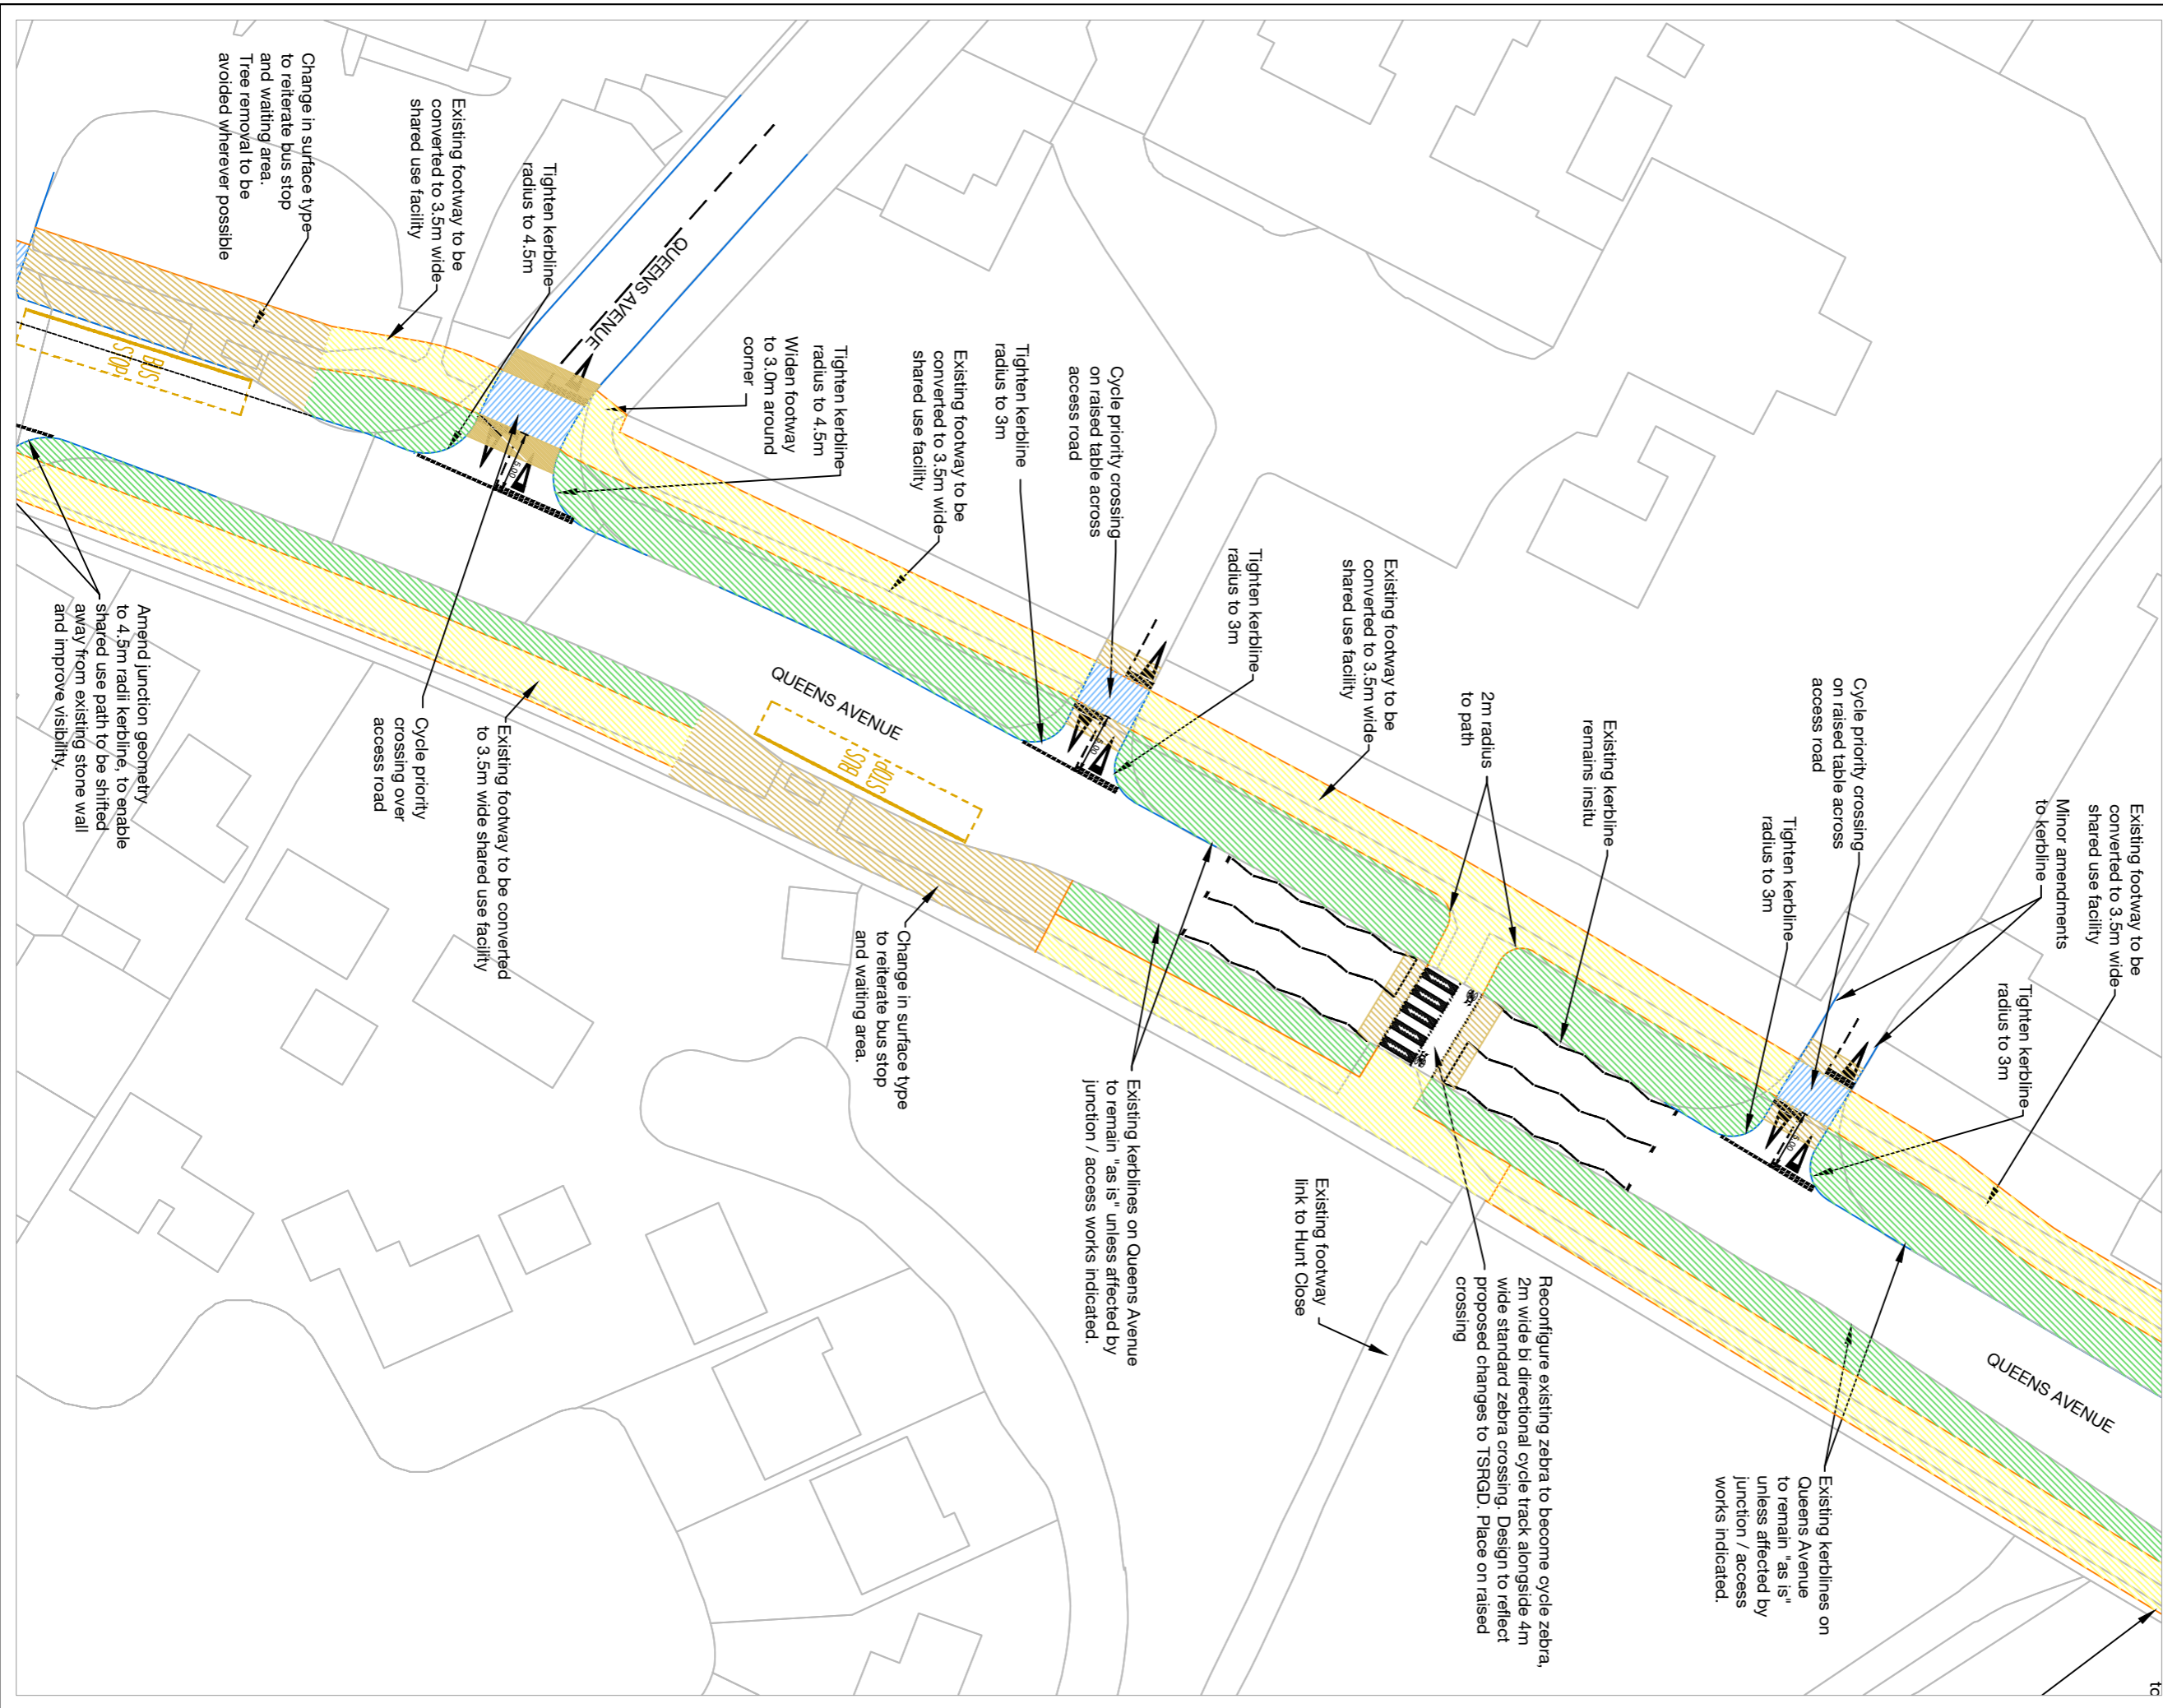 Change in surface type
to reiterate bus stop
and waiting area.
Tree removal to be
avoided wherever possible
Existing footway to be
converted to 3.5m wide
shared use facility
Tighten kerbline
radius to 4.5m
QUEENS AVENUE
BUS
STOP
Tighten kerbline
radius to 4.5m
Widen footway
to 3.0m around
corner
Existing footway to be
converted to 3.5m wide
shared use facility
Tighten kerbline
radius to 3m
Cycle priority crossing
on raised table across
access road
Tighten kerbline
radius to 3m
Existing footway to be
converted to 3.5m wide
shared use facility
2m radius
to path
Existing kerbline
remains insitu
Cycle priority crossing
on raised table across
access road
Tighten kerbline
radius to 3m
Minor amendments
to kerbline
Existing footway to be
converted to 3.5m wide
shared use facility
Tighten kerbline
radius to 3m
5.00
5.00
5.00
QUEENS AVENUE
BUS
STOP
QUEENS AVENUE
Amend junction geometry
to 4.5m radii kerbline, to enable
shared use path to be shifted
away from existing stone wall
and improve visibility.
Cycle priority
crossing over
access road
Existing footway to be converted
to 3.5m wide shared use facility
Change in surface type
to reiterate bus stop
and waiting area.
Existing kerblines on Queens Avenue
to remain "as is" unless affected by
junction / access works indicated.
Existing footway
link to Hunt Close
Reconfigure existing zebra to become cycle zebra,
2m wide bi directional cycle track alongside 4m
wide standard zebra crossing. Design to reflect
proposed changes to TSRGD. Place on raised
crossing
Existing kerblines on
Queens Avenue
to remain "as is"
unless affected by
junction / access
works indicated.